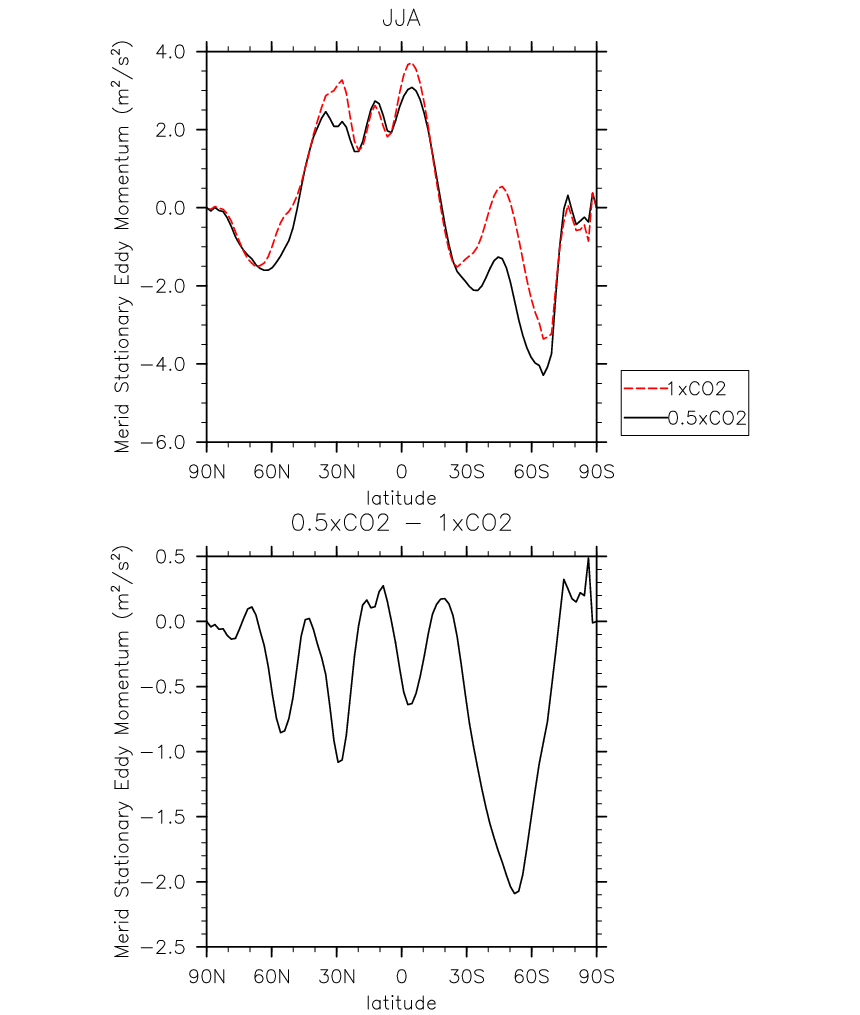 JJA
Merid Stationary Eddy Momentum (m²/s²)
4.0
2.0
0.0
−2.0
−4.0
−6.0
90N 60N 30N 0 30S 60S 90S
latitude
1xCO2
0.5xCO2
0.5xCO2 − 1xCO2
Merid Stationary Eddy Momentum (m²/s²)
0.5
0.0
−0.5
−1.0
−1.5
−2.0
−2.5
90N 60N 30N 0 30S 60S 90S
latitude